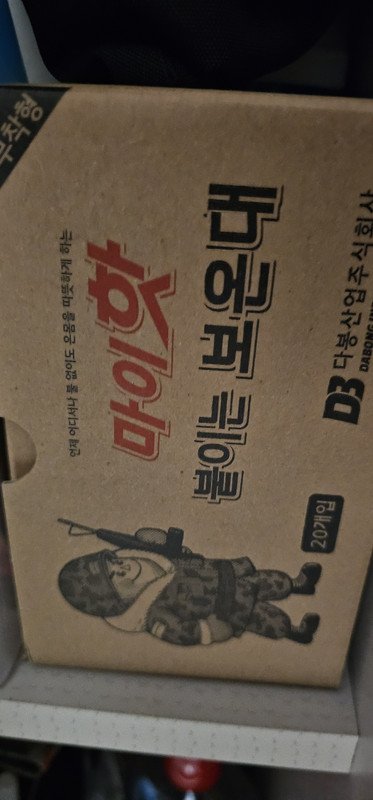 부착형
언제 어디서나 불 없이도 온몸을 따뜻하게 하는
마이핫
붙이는 보온대
20개입
DB 다봉산업주식회사
DABONG